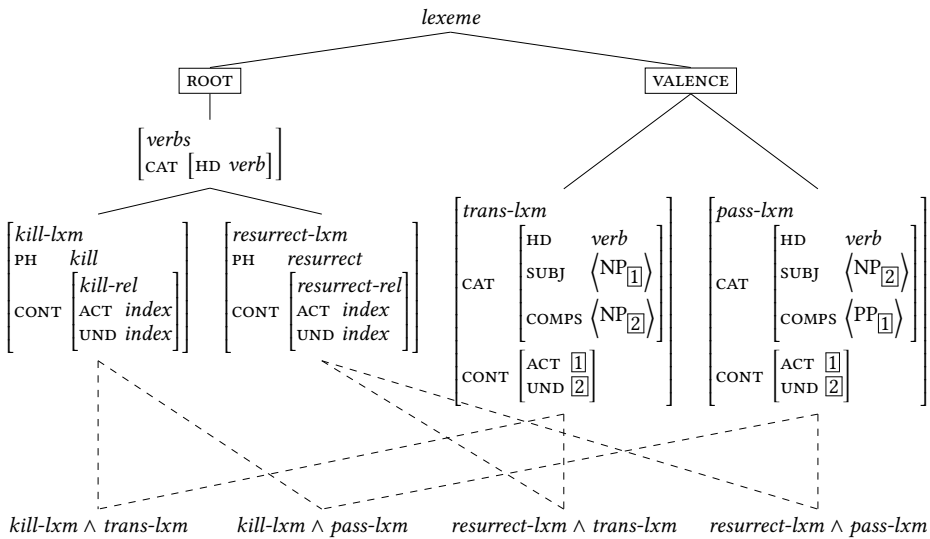 lexeme
ROOT VALENCE
verbs
CAT [HD verb]
kill-lxm
PH kill
CONT [kill-rel
ACT index
UND index]
resurrect-lxm
PH resurrect
CONT [resurrect-rel
ACT index
UND index]
trans-lxm
CAT [HD verb
SUBJ ⟨NP1⟩
COMPS ⟨NP2⟩]
CONT [ACT 1
UND 2]
pass-lxm
CAT [HD verb
SUBJ ⟨NP2⟩
COMPS ⟨PP1⟩]
CONT [ACT 1
UND 2]
kill-lxm ∧ trans-lxm kill-lxm ∧ pass-lxm resurrect-lxm ∧ trans-lxm resurrect-lxm ∧ pass-lxm